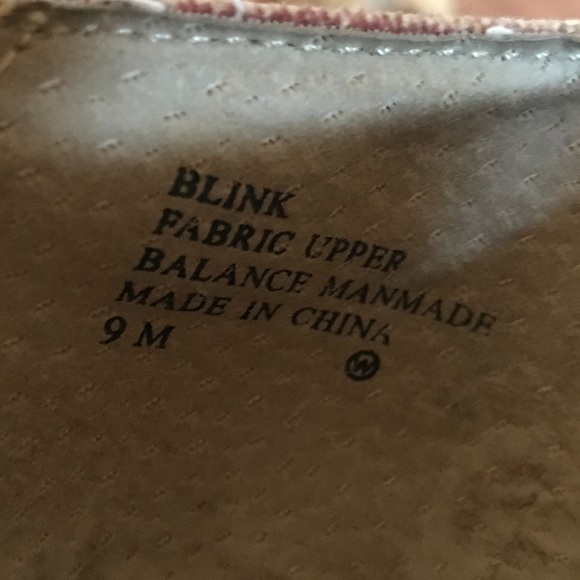 BLINK
FABRIC UPPER
BALANCE MANMADE
MADE IN CHINA
9 M
W